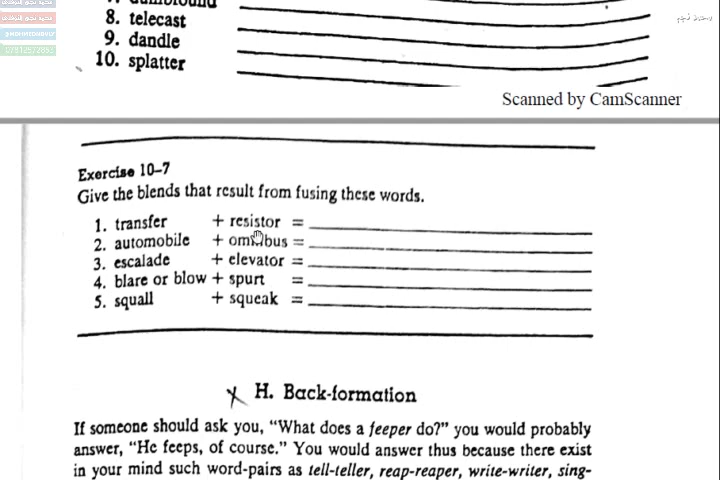 8. telecast
9. dandle
10. splatter
Scanned by CamScanner
Exercise 10–7
Give the blends that result from fusing these words.
1. transfer + resistor =
2. automobile + omnibus =
3. escalade + elevator =
4. blare or blow + spurt =
5. squall + squeak =
H. Back-formation
If someone should ask you, “What does a feeper do?” you would probably
answer, “He feeps, of course.” You would answer thus because there exist
in your mind such word-pairs as tell-teller, reap-reaper, write-writer, sing-